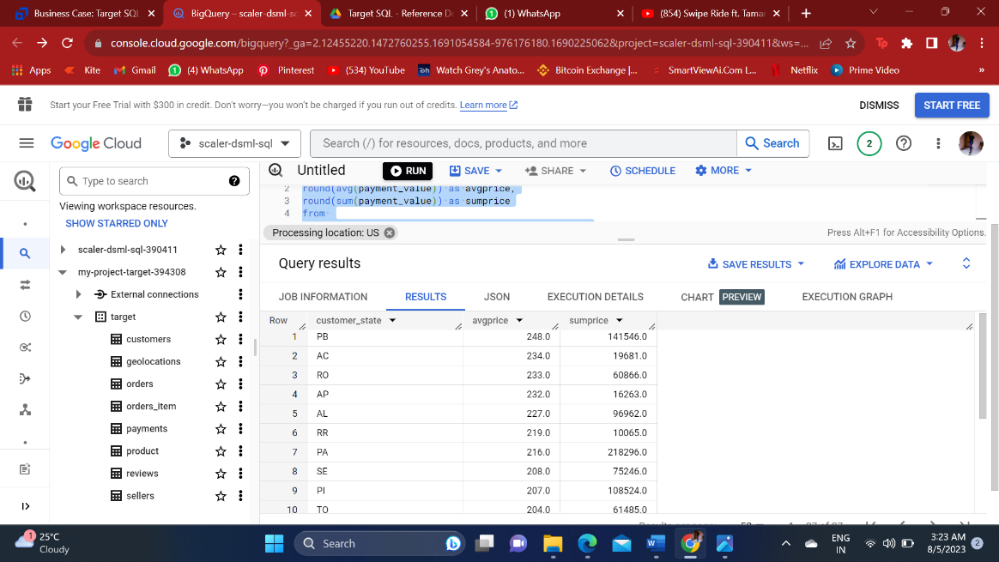 Business Case: Target SQL
BigQuery – scaler-dsml-sq
Target SQL - Reference D
(1) WhatsApp
(854) Swipe Ride ft. Tamar
console.cloud.google.com/bigquery?_ga=2.12455220.1472760255.1691054584-976176180.1690225062&project=scaler-dsml-sql-390411&ws=...
Apps Kite Gmail (4) WhatsApp Pinterest (534) YouTube Watch Grey's Anato... Bitcoin Exchange |... SmartViewAi.Com L... Netflix Prime Video »
Start your Free Trial with $300 in credit. Don't worry—you won't be charged if you run out of credits. Learn more
DISMISS START FREE
Google Cloud scaler-dsml-sql Search (/) for resources, docs, products, and more Search 2
Type to search
Viewing workspace resources.
SHOW STARRED ONLY
scaler-dsml-sql-390411
my-project-target-394308
External connections
target
customers
geolocations
orders
orders_item
payments
product
reviews
sellers
Untitled RUN SAVE SHARE SCHEDULE MORE
2 round(avg(payment_value)) as avgprice,
3 round(sum(payment_value)) as sumprice
4 from
Processing location: US
Press Alt+F1 for Accessibility Options.
Query results SAVE RESULTS EXPLORE DATA
JOB INFORMATION RESULTS JSON EXECUTION DETAILS CHART PREVIEW EXECUTION GRAPH
Row customer_state avgprice sumprice
1 PB 248.0 141546.0
2 AC 234.0 19681.0
3 RO 233.0 60866.0
4 AP 232.0 16263.0
5 AL 227.0 96962.0
6 RR 219.0 10065.0
7 PA 216.0 218296.0
8 SE 208.0 75246.0
9 PI 207.0 108524.0
10 TO 204.0 61485.0
1
25°C
Cloudy
Search
ENG
IN
3:23 AM
8/5/2023
2